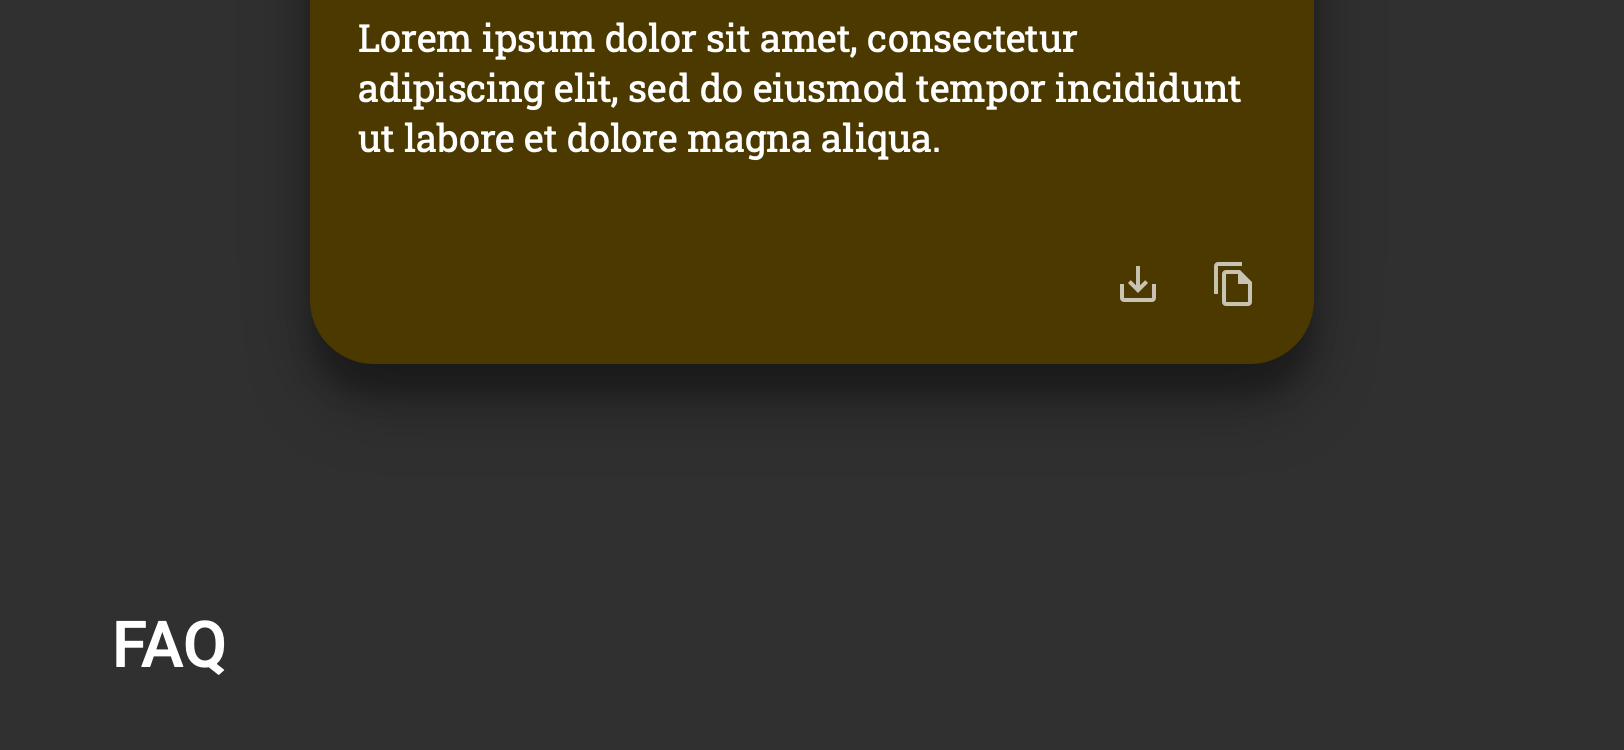 Lorem ipsum dolor sit amet, consectetur
adipiscing elit, sed do eiusmod tempor incididunt
ut labore et dolore magna aliqua.
FAQ